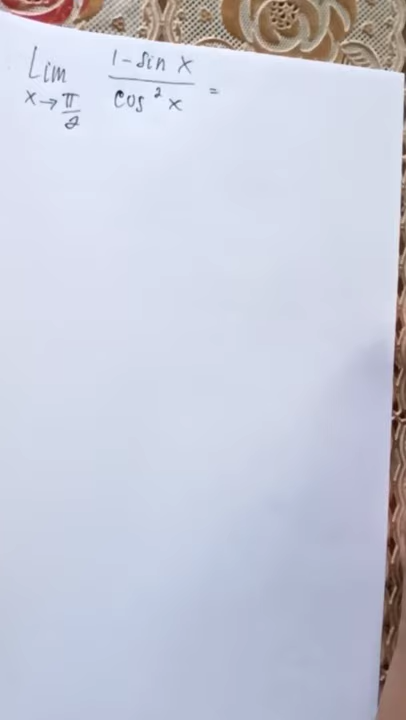 Lim 1-sin x
x→π/2 cos²x =